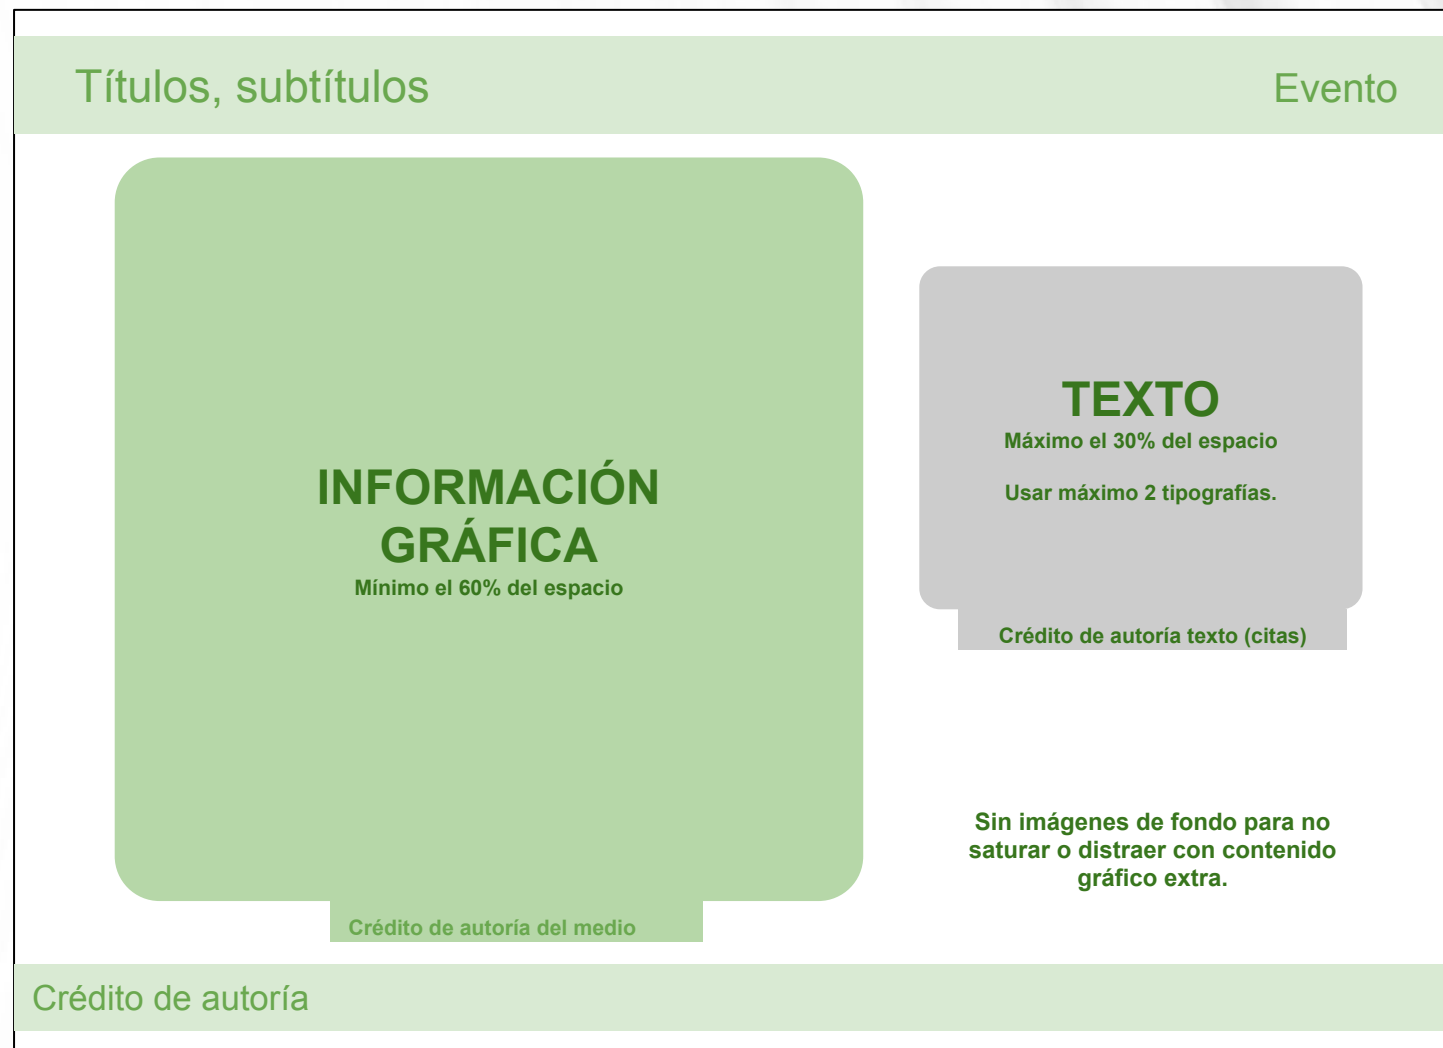 Títulos, subtítulos
Evento
INFORMACIÓN
GRÁFICA
Mínimo el 60% del espacio
Crédito de autoría del medio
TEXTO
Máximo el 30% del espacio
Usar máximo 2 tipografías.
Crédito de autoría texto (citas)
Sin imágenes de fondo para no
saturar o distraer con contenido
gráfico extra.
Crédito de autoría